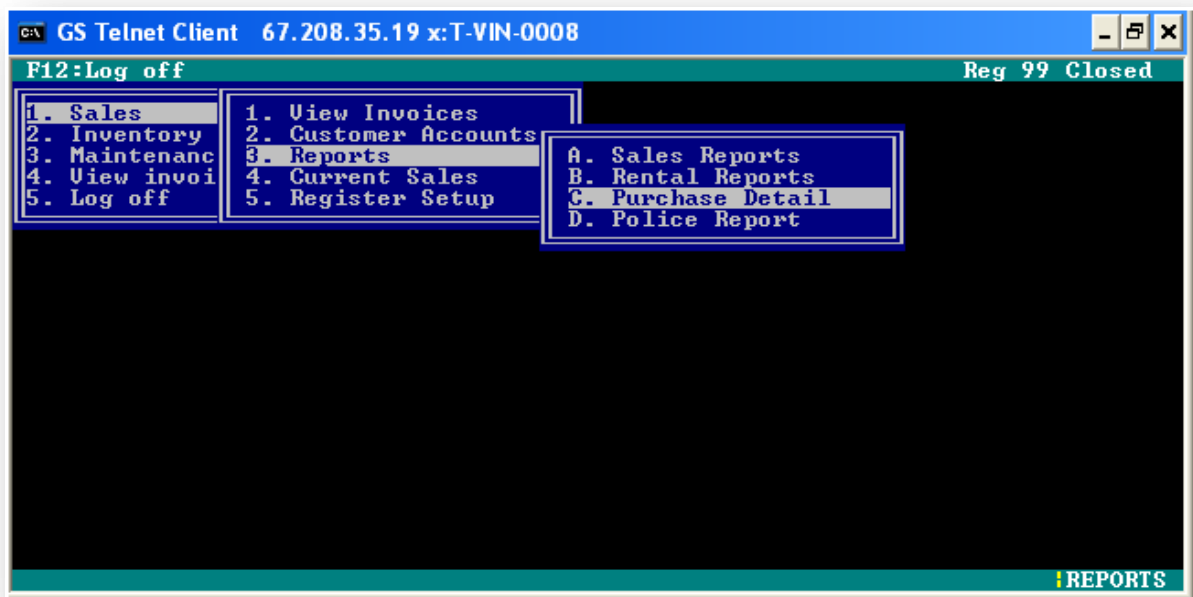 GS Telnet Client 67.208.35.19 x:T-VIN-0008
F12:Log off Reg 99 Closed
1. Sales
2. Inventory
3. Maintenanc
4. View invoi
5. Log off
1. View Invoices
2. Customer Accounts
3. Reports
4. Current Sales
5. Register Setup
A. Sales Reports
B. Rental Reports
C. Purchase Detail
D. Police Report
REPORTS